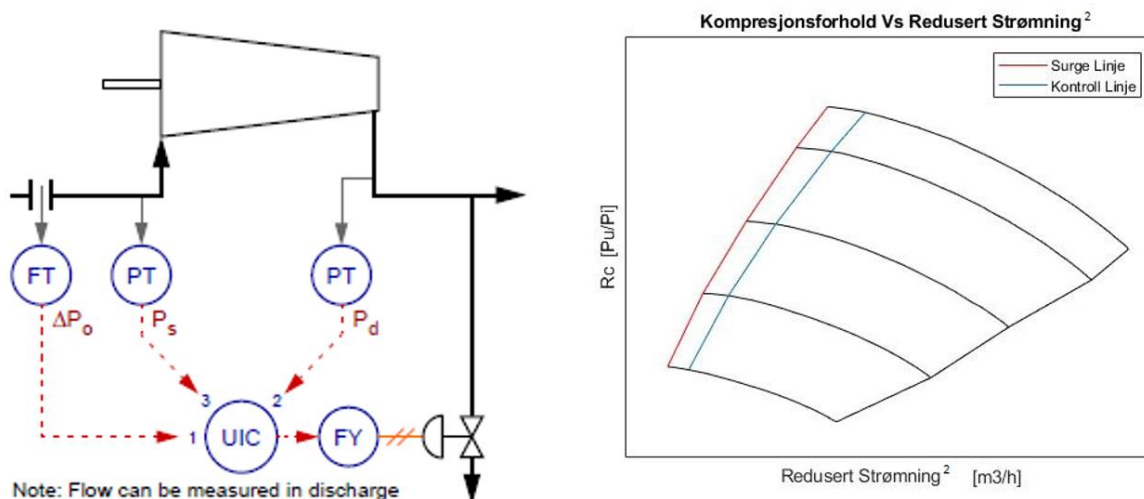 FT
PT
PT
ΔPo
Ps
Pd
3
2
1
UIC
FY
Note: Flow can be measured in discharge
Kompresjonsforhold Vs Redusert Strømning²
Surge Linje
Kontroll Linje
Rc [Pu/Pi]
Redusert Strømning² [m3/h]